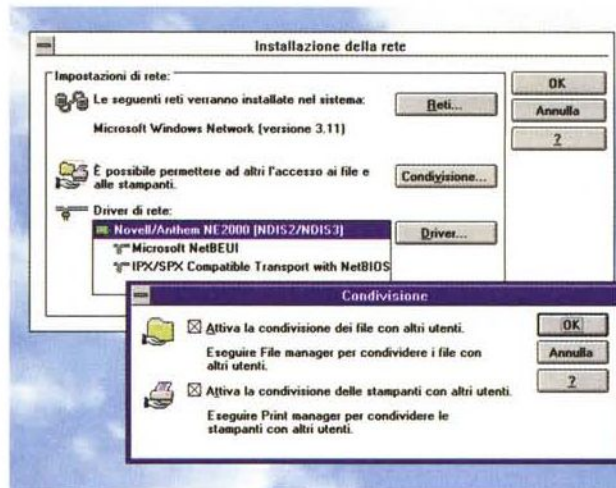 Installazione della rete
Impostazioni di rete:
Le seguenti reti verranno installate nel sistema:
Microsoft Windows Network (versione 3.11)
Reti...
OK
Annulla
?
È possibile permettere ad altri l'accesso ai file e
alle stampanti.
Condivisione...
Driver di rete:
Novell/Anthem NE2000 [NDIS2/NDIS3]
Microsoft NetBEUI
IPX/SPX Compatible Transport with NetBIOS
Driver...
Condivisione
Attiva la condivisione dei file con altri utenti.
Eseguire File manager per condividere i file con
altri utenti.
Attiva la condivisione delle stampanti con altri utenti.
Eseguire Print manager per condividere le
stampanti con altri utenti.
OK
Annulla
?